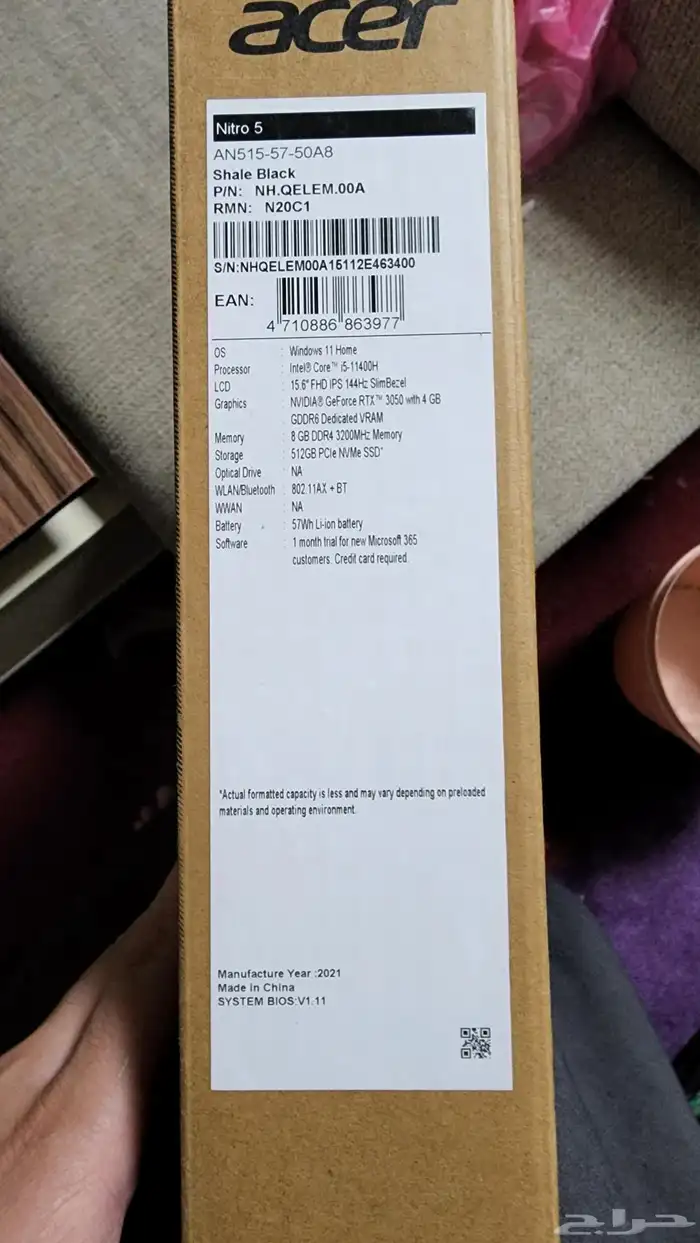 acer
Nitro 5
AN515-57-50A8
Shale Black
P/N: NH.QELEM.00A
RMN: N20C1
S/N:NHQELEM00A15112E463400
EAN:
4 710886 863977
OS : Windows 11 Home
Processor : Intel® Core™ i5-11400H
LCD : 15.6" FHD IPS 144Hz SlimBezel
Graphics : NVIDIA® GeForce RTX™ 3050 with 4 GB
GDDR6 Dedicated VRAM
Memory : 8 GB DDR4 3200MHz Memory
Storage : 512GB PCIe NVMe SSD*
Optical Drive : NA
WLAN/Bluetooth : 802.11AX + BT
WWAN : NA
Battery : 57Wh Li-ion battery
Software : 1 month trial for new Microsoft 365
customers. Credit card required.
*Actual formatted capacity is less and may vary depending on preloaded
materials and operating environment.
Manufacture Year :2021
Made In China
SYSTEM BIOS:V1.11
حراج